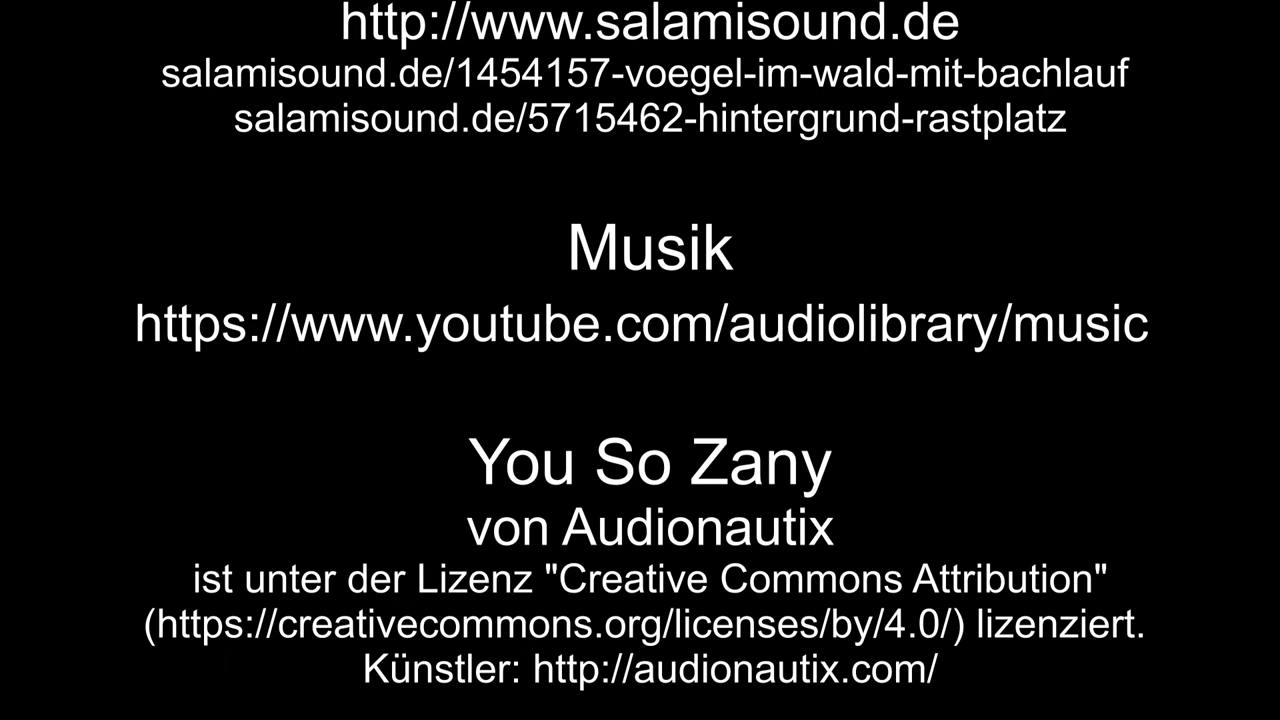 http://www.salamisound.de
salamisound.de/1454157-voegel-im-wald-mit-bachlauf
salamisound.de/5715462-hintergrund-rastplatz
Musik
https://www.youtube.com/audiolibrary/music
You So Zany
von Audionautix
ist unter der Lizenz "Creative Commons Attribution"
(https://creativecommons.org/licenses/by/4.0/) lizenziert.
Künstler: http://audionautix.com/